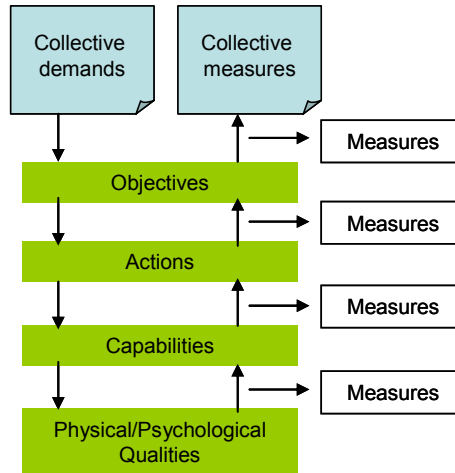 Collective
demands
Collective
measures
Measures
Objectives
Measures
Actions
Measures
Capabilities
Measures
Physical/Psychological
Qualities